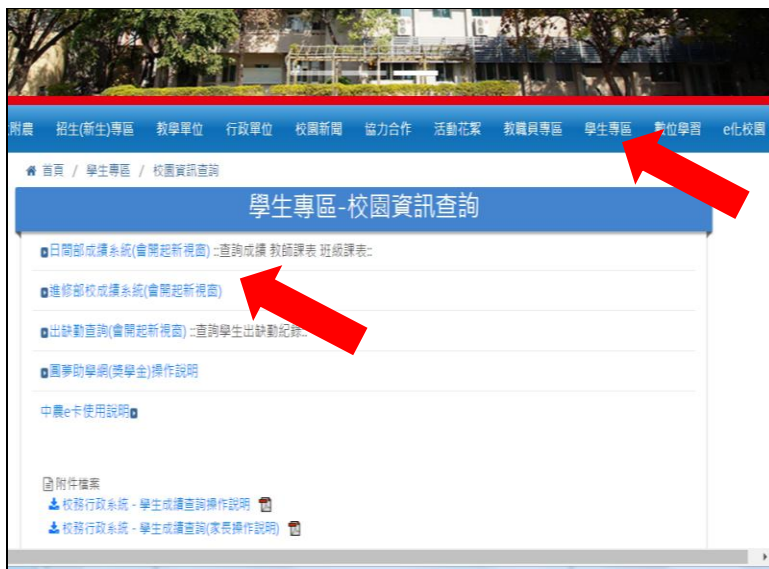 附農 招生(新生)專區 教學單位 行政單位 校園新聞 協力合作 活動花絮 教職員專區 學生專區 數位學習 e化校園
首頁 / 學生專區 / 校園資訊查詢
學生專區-校園資訊查詢
日間部成績系統(會開起新視窗) ::查詢成績 教師課表 班級課表::
進修部校成績系統(會開起新視窗)
出缺勤查詢(會開起新視窗) ::查詢學生出缺勤紀錄::
圓夢助學網(獎學金)操作說明
中農e卡使用說明
附件檔案
校務行政系統 - 學生成績查詢操作說明
校務行政系統 - 學生成績查詢(家長操作說明)